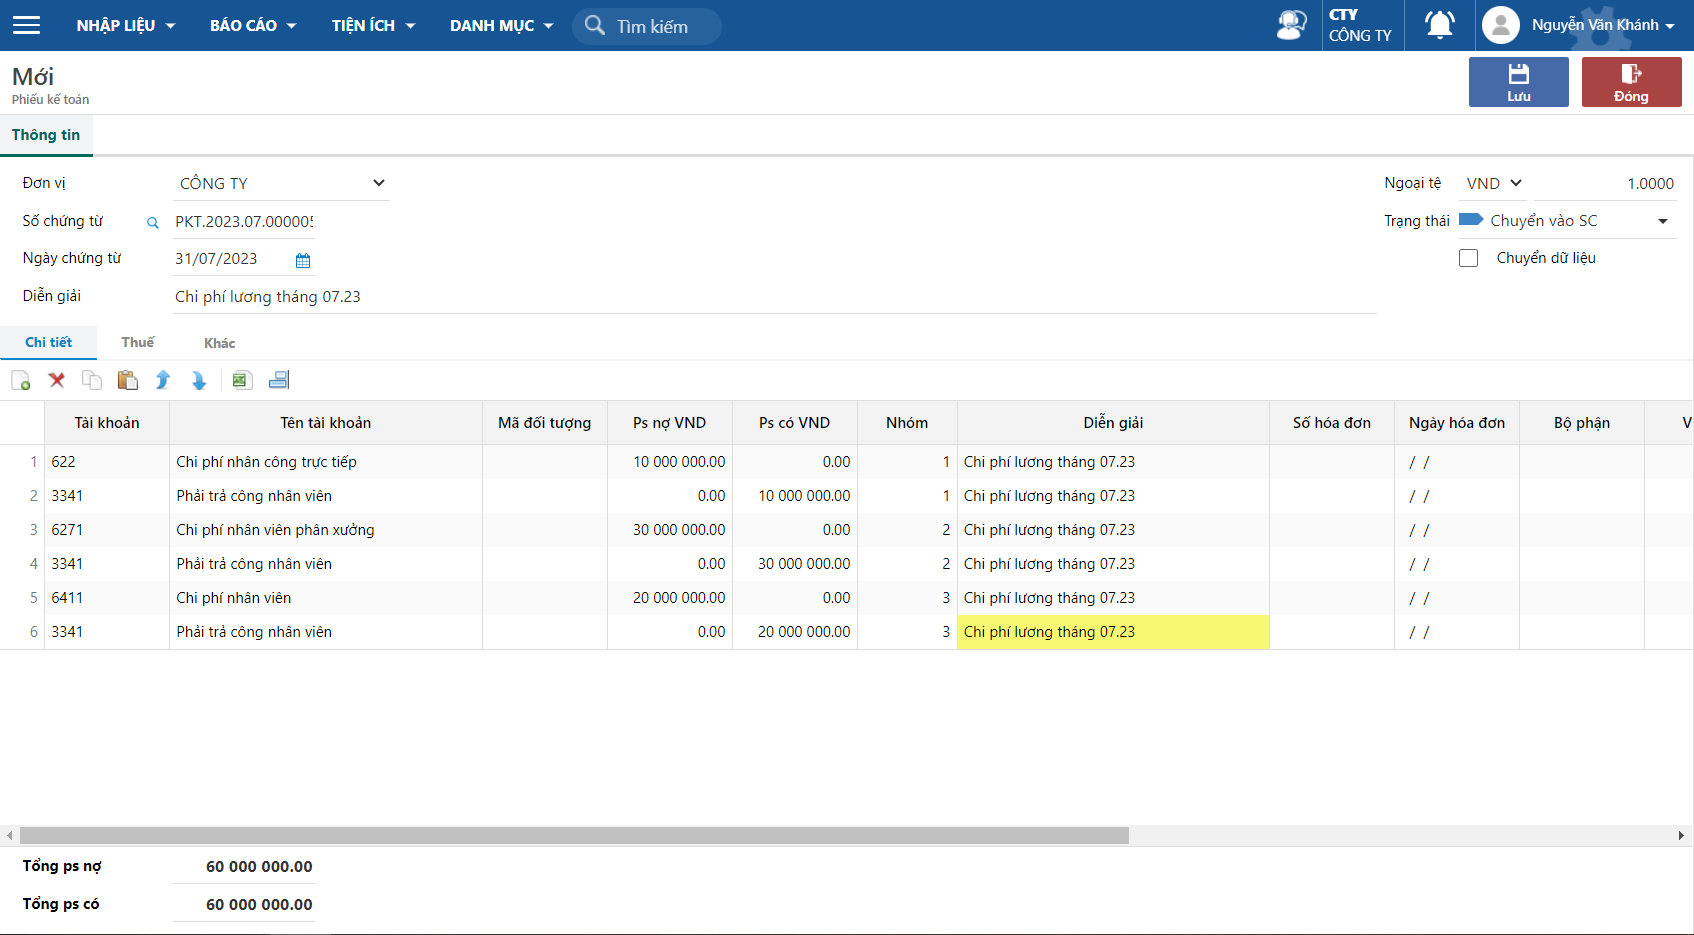 NHẬP LIỆU BÁO CÁO TIỆN ÍCH DANH MỤC Tìm kiếm CTY CÔNG TY Nguyễn Văn Khánh
Mới
Phiếu kế toán
Lưu Đóng
Thông tin
Đơn vị CÔNG TY Ngoại tệ VND 1.0000
Số chứng từ PKT.2023.07.000005 Trạng thái Chuyển vào SC
Ngày chứng từ 31/07/2023 Chuyển dữ liệu
Diễn giải Chi phí lương tháng 07.23
Chi tiết Thuế Khác
Tài khoản Tên tài khoản Mã đối tượng Ps nợ VND Ps có VND Nhóm Diễn giải Số hóa đơn Ngày hóa đơn Bộ phận V
1 622 Chi phí nhân công trực tiếp 10 000 000.00 0.00 1 Chi phí lương tháng 07.23 / /
2 3341 Phải trả công nhân viên 0.00 10 000 000.00 1 Chi phí lương tháng 07.23 / /
3 6271 Chi phí nhân viên phân xưởng 30 000 000.00 0.00 2 Chi phí lương tháng 07.23 / /
4 3341 Phải trả công nhân viên 0.00 30 000 000.00 2 Chi phí lương tháng 07.23 / /
5 6411 Chi phí nhân viên 20 000 000.00 0.00 3 Chi phí lương tháng 07.23 / /
6 3341 Phải trả công nhân viên 0.00 20 000 000.00 3 Chi phí lương tháng 07.23 / /
Tổng ps nợ 60 000 000.00
Tổng ps có 60 000 000.00